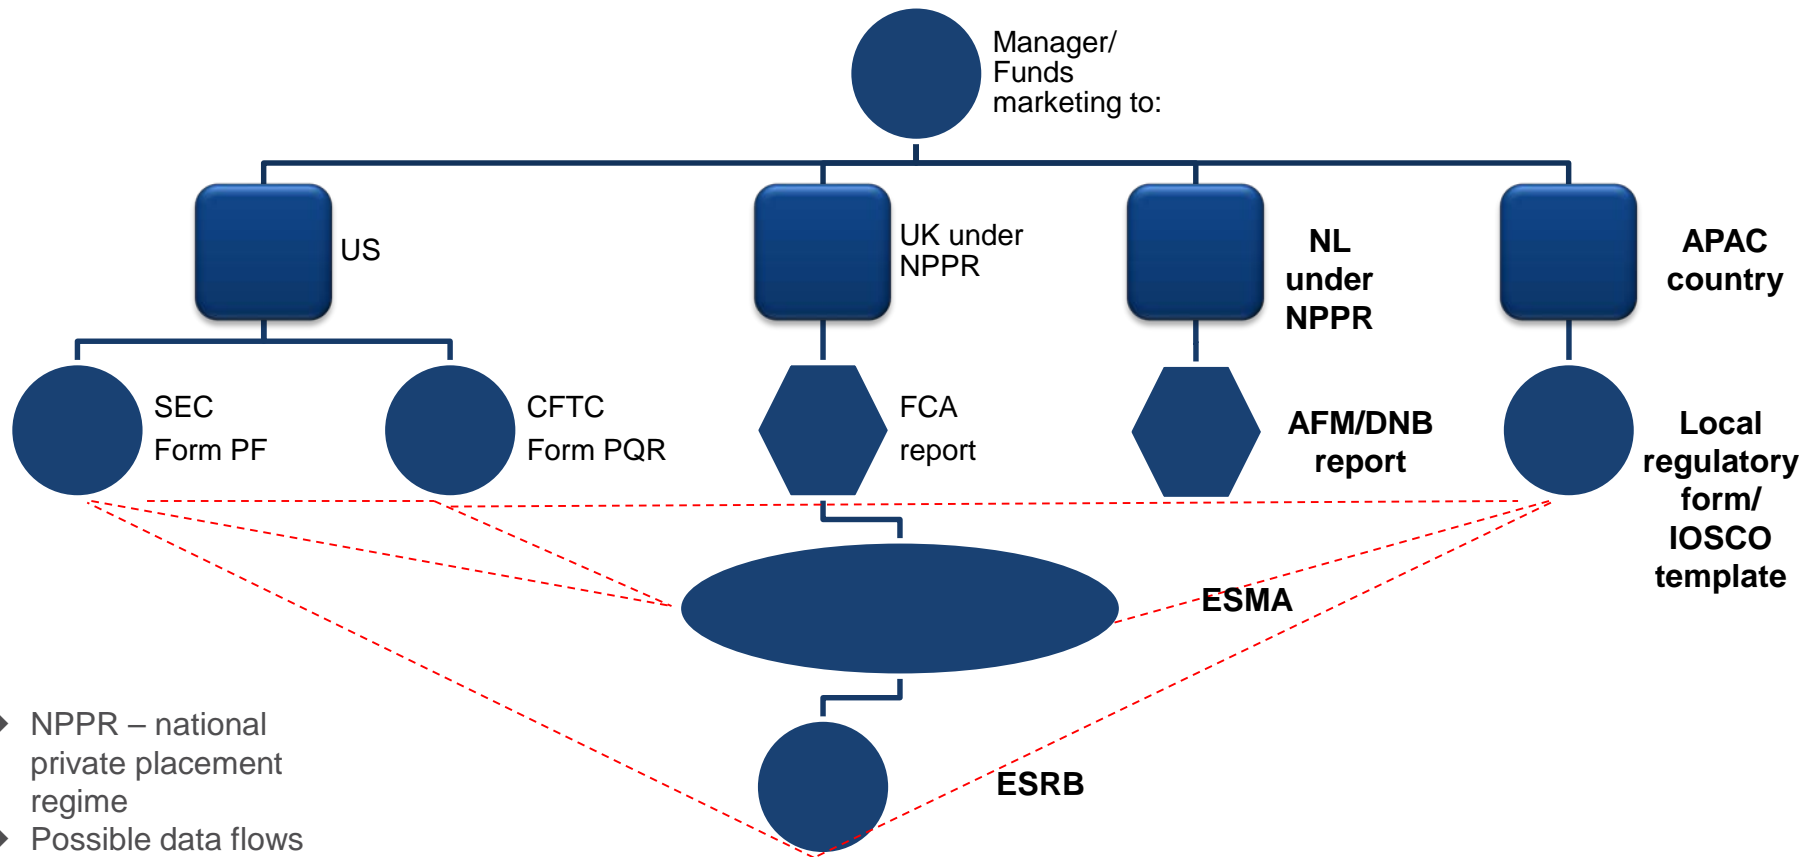 Manager/
Funds
marketing to:
US
UK under
NPPR
NL
under
NPPR
APAC
country
SEC
Form PF
CFTC
Form PQR
FCA
report
AFM/DNB
report
Local
regulatory
form/
IOSCO
template
ESMA
ESRB
NPPR – national
private placement
regime
Possible data flows